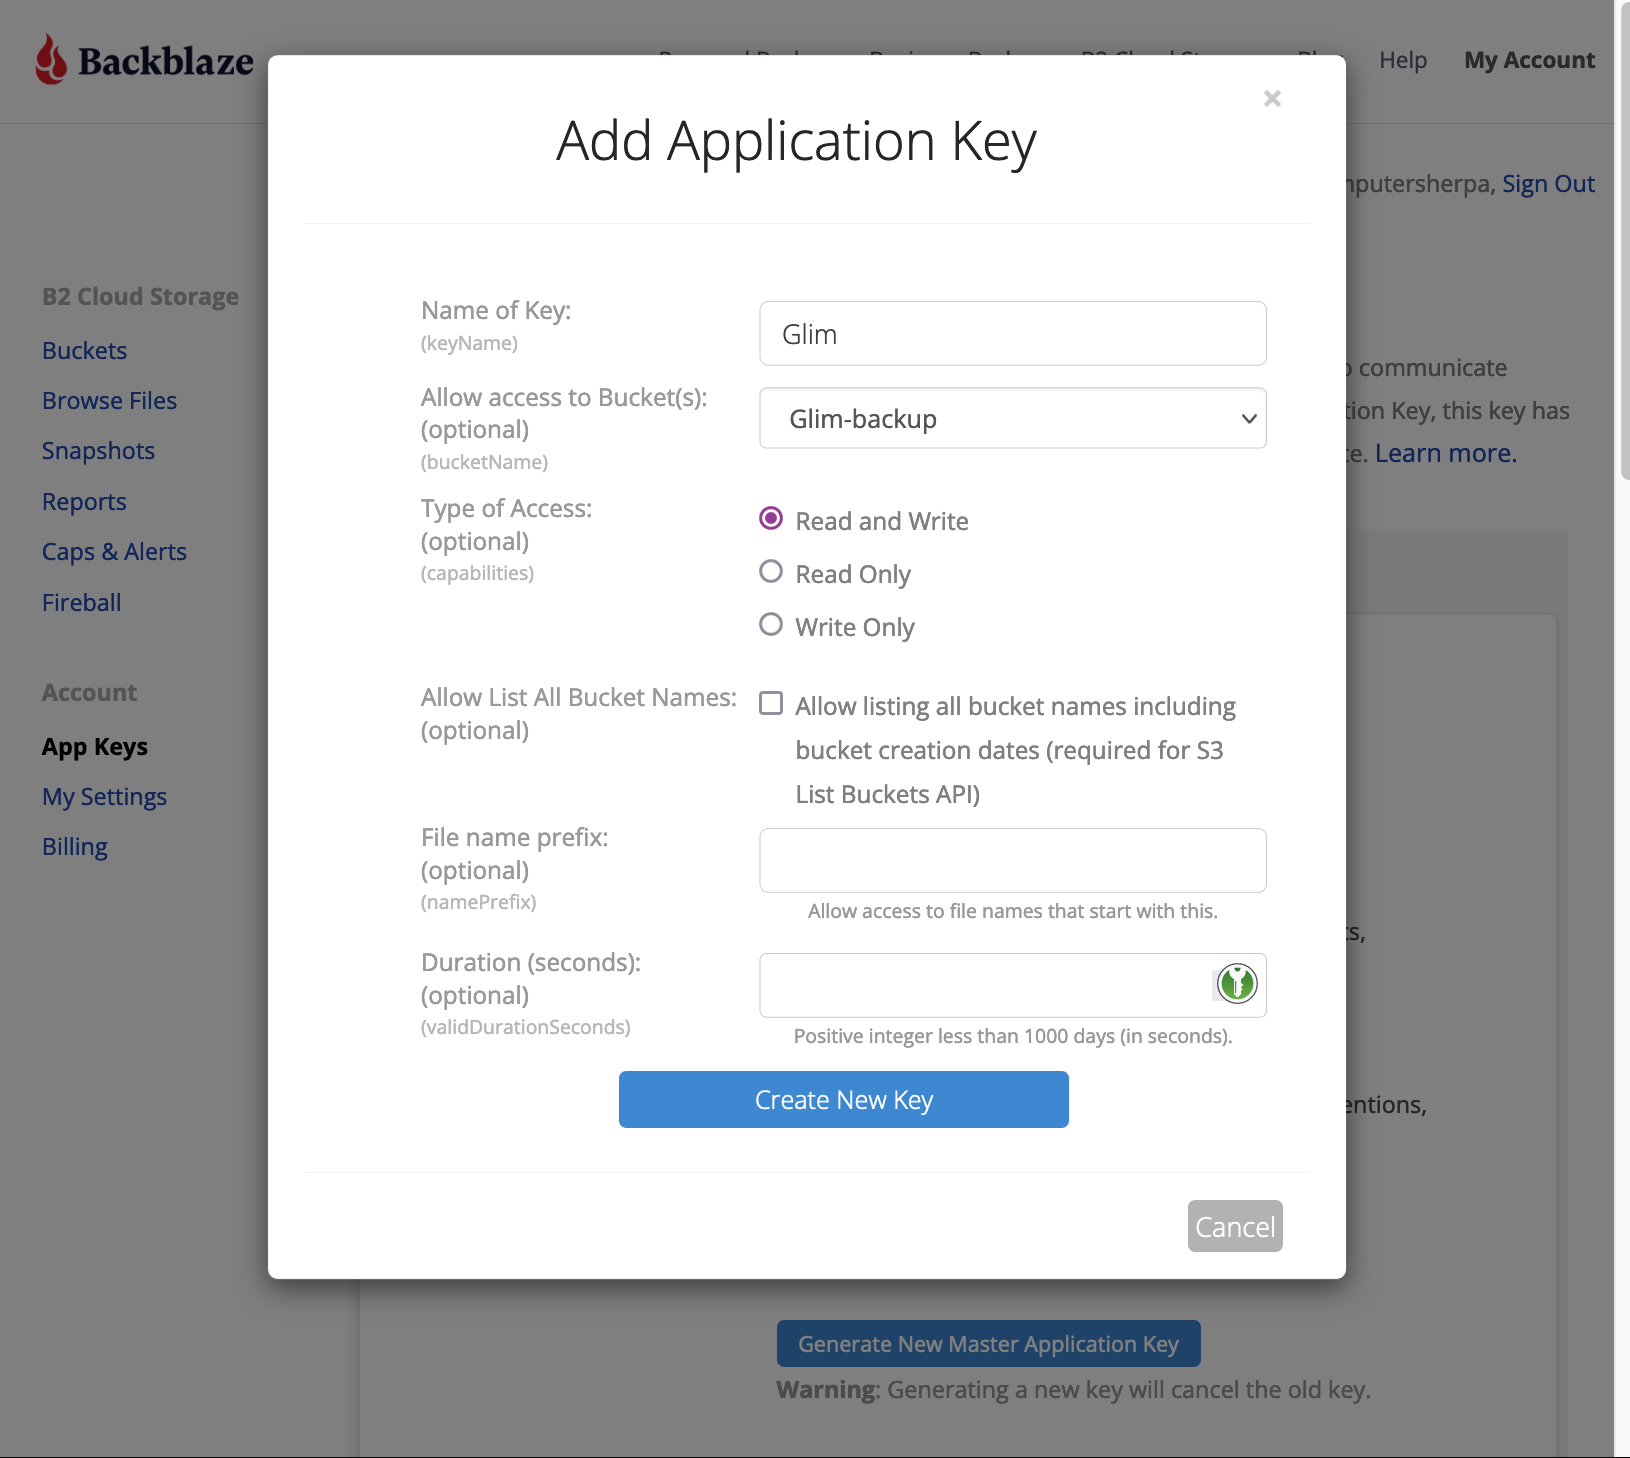 Backblaze
Help
My Account
Add Application Key
Sign Out
B2 Cloud Storage
Buckets
Browse Files
Snapshots
Reports
Caps & Alerts
Fireball
Account
App Keys
My Settings
Billing
Name of Key:
(keyName)
Glim
Allow access to Bucket(s):
(optional)
(bucketName)
Glim-backup
Type of Access:
(optional)
(capabilities)
Read and Write
Read Only
Write Only
Allow List All Bucket Names:
(optional)
Allow listing all bucket names including
bucket creation dates (required for S3
List Buckets API)
File name prefix:
(optional)
(namePrefix)
Allow access to file names that start with this.
Duration (seconds):
(optional)
(validDurationSeconds)
Positive integer less than 1000 days (in seconds).
Create New Key
Cancel
communicate
Key, this key has
Learn more.
Generate New Master Application Key
Warning: Generating a new key will cancel the old key.